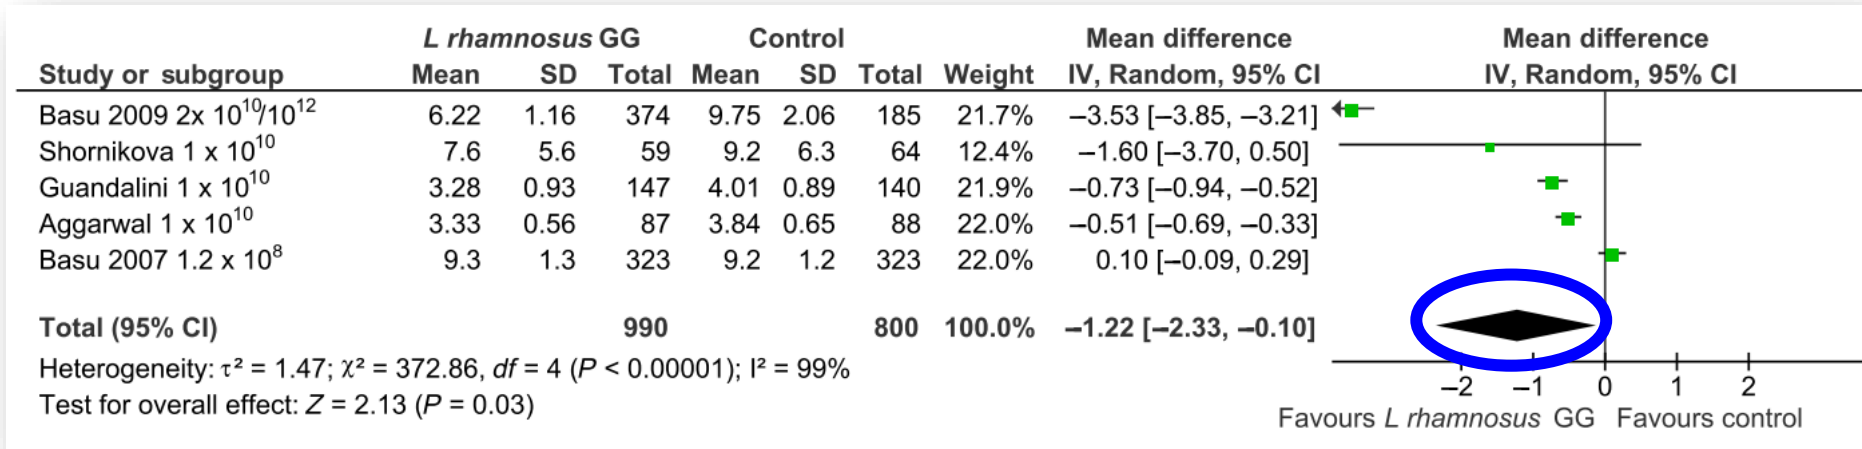 L rhamnosus GG Control Mean difference Mean difference
Study or subgroup Mean SD Total Mean SD Total Weight IV, Random, 95% CI IV, Random, 95% CI
Basu 2009 2x 10¹⁰/10¹² 6.22 1.16 374 9.75 2.06 185 21.7% –3.53 [–3.85, –3.21]
Shornikova 1 x 10¹⁰ 7.6 5.6 59 9.2 6.3 64 12.4% –1.60 [–3.70, 0.50]
Guandalini 1 x 10¹⁰ 3.28 0.93 147 4.01 0.89 140 21.9% –0.73 [–0.94, –0.52]
Aggarwal 1 x 10¹⁰ 3.33 0.56 87 3.84 0.65 88 22.0% –0.51 [–0.69, –0.33]
Basu 2007 1.2 x 10⁸ 9.3 1.3 323 9.2 1.2 323 22.0% 0.10 [–0.09, 0.29]
Total (95% CI) 990 800 100.0% –1.22 [–2.33, –0.10]
Heterogeneity: τ² = 1.47; χ² = 372.86, df = 4 (P < 0.00001); I² = 99%
Test for overall effect: Z = 2.13 (P = 0.03)
–2 –1 0 1 2
Favours L rhamnosus GG Favours control